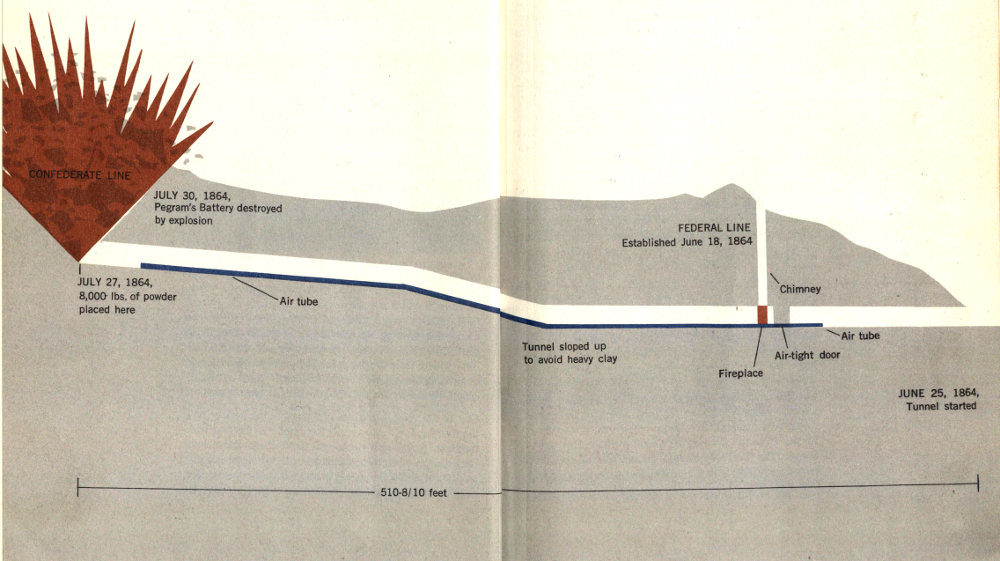 CONFEDERATE LINE
JULY 30, 1864,
Pegram's Battery destroyed
by explosion
FEDERAL LINE
Established June 18, 1864
JULY 27, 1864,
8,000 lbs. of powder
placed here
Air tube
Chimney
Tunnel sloped up
to avoid heavy clay
Air tube
Air-tight door
Fireplace
JUNE 25, 1864,
Tunnel started
510-8/10 feet